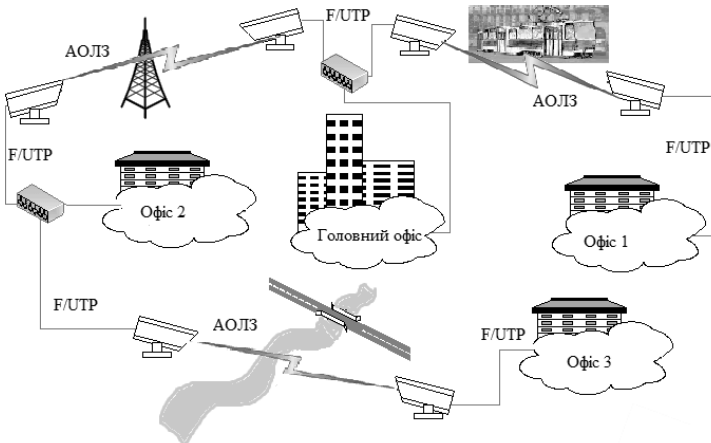 F/UTP
АОЛЗ
АОЛЗ
F/UTP
F/UTP
Офіс 2
Головний офіс
Офіс 1
F/UTP
АОЛЗ
F/UTP
Офіс 3